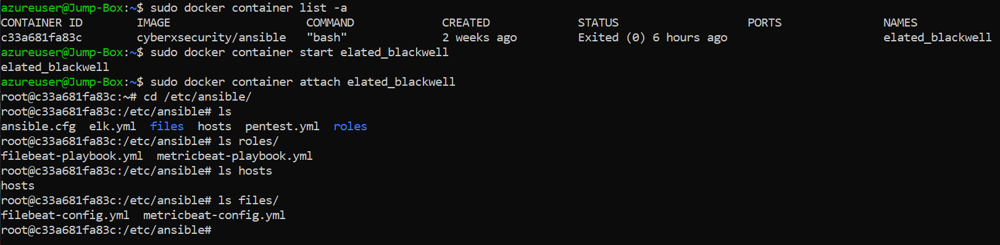 azureuser@Jump-Box:~$ sudo docker container list -a
CONTAINER ID        IMAGE                    COMMAND             CREATED             STATUS                   PORTS               NAMES
c33a681fa83c        cyberxsecurity/ansible   "bash"              2 weeks ago         Exited (0) 6 hours ago                       elated_blackwell
azureuser@Jump-Box:~$ sudo docker container start elated_blackwell
elated_blackwell
azureuser@Jump-Box:~$ sudo docker container attach elated_blackwell
root@c33a681fa83c:~# cd /etc/ansible/
root@c33a681fa83c:/etc/ansible# ls
ansible.cfg  elk.yml  files  hosts  pentest.yml  roles
root@c33a681fa83c:/etc/ansible# ls roles/
filebeat-playbook.yml  metricbeat-playbook.yml
root@c33a681fa83c:/etc/ansible# ls hosts
hosts
root@c33a681fa83c:/etc/ansible# ls files/
filebeat-config.yml  metricbeat-config.yml
root@c33a681fa83c:/etc/ansible#